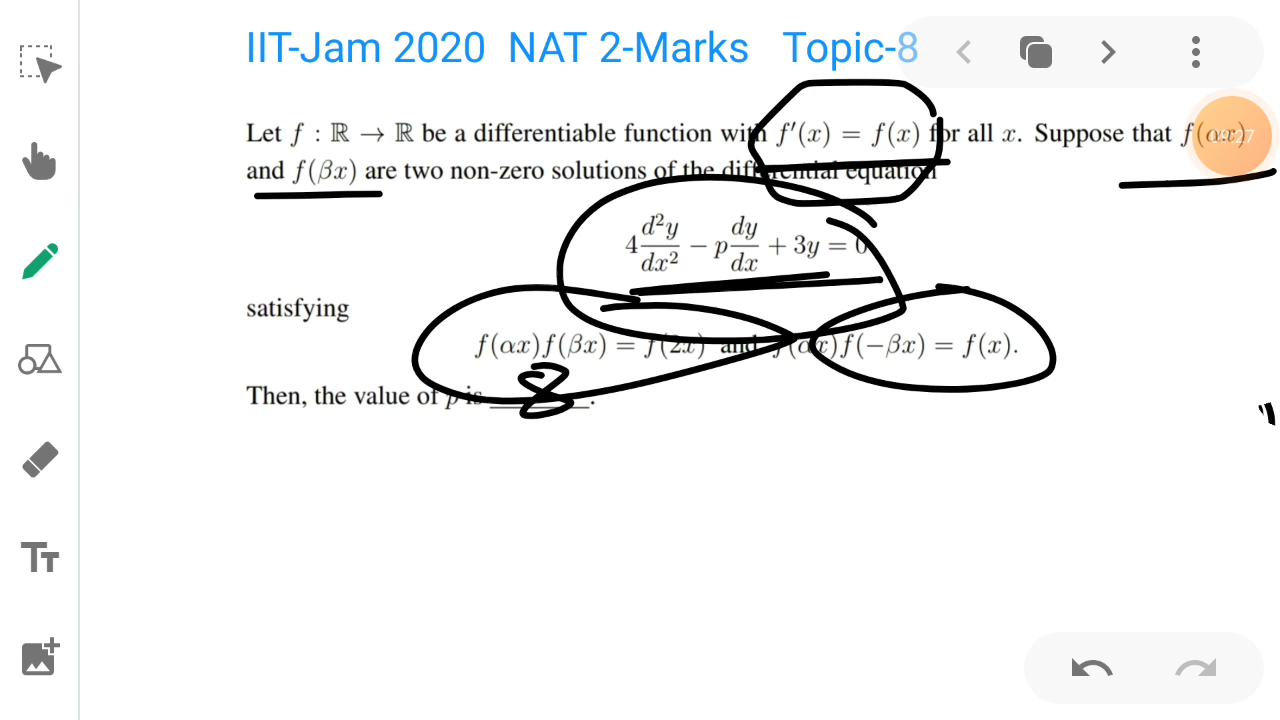 IIT-Jam 2020 NAT 2-Marks Topic-8
Let f : ℝ → ℝ be a differentiable function with f′(x) = f(x) for all x. Suppose that f(αx)
and f(βx) are two non-zero solutions of the differential equation
4 d²y/dx² − p dy/dx + 3y = 0
satisfying
f(αx)f(βx) = f(2x) and f(αx)f(−βx) = f(x).
Then, the value of p is 8.
Tт